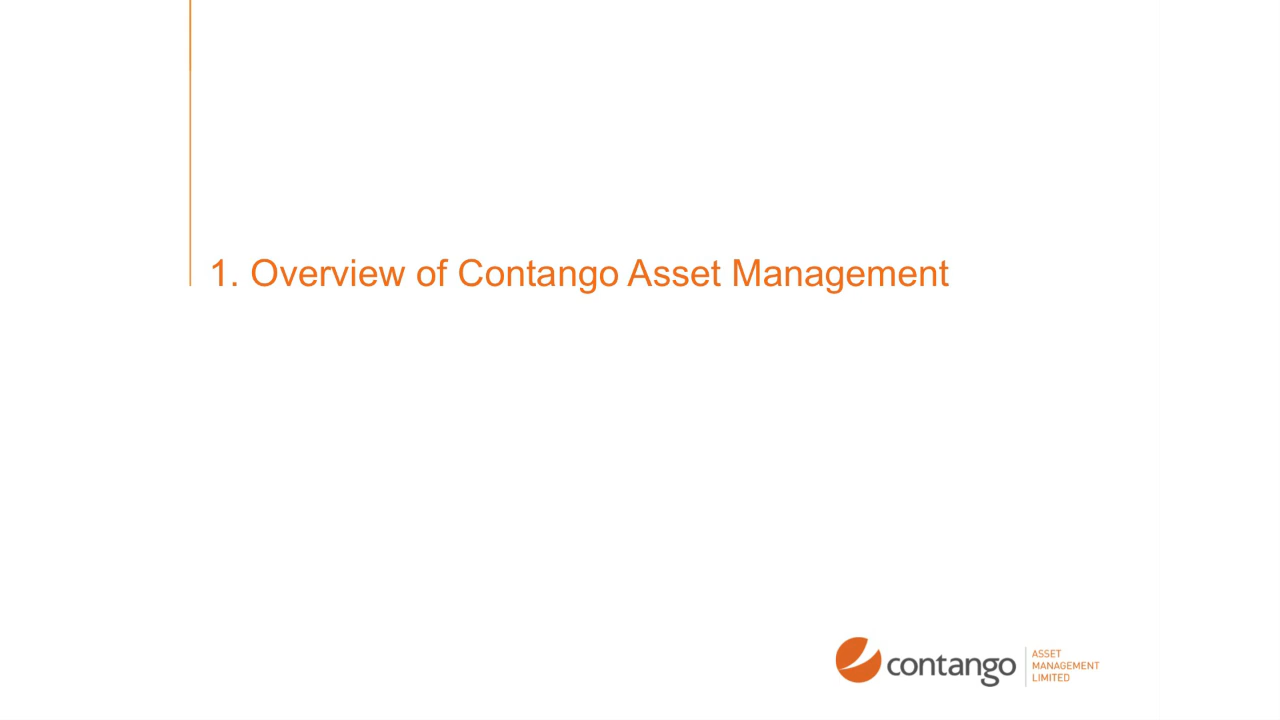 1. Overview of Contango Asset Management
contango
ASSET
MANAGEMENT
LIMITED